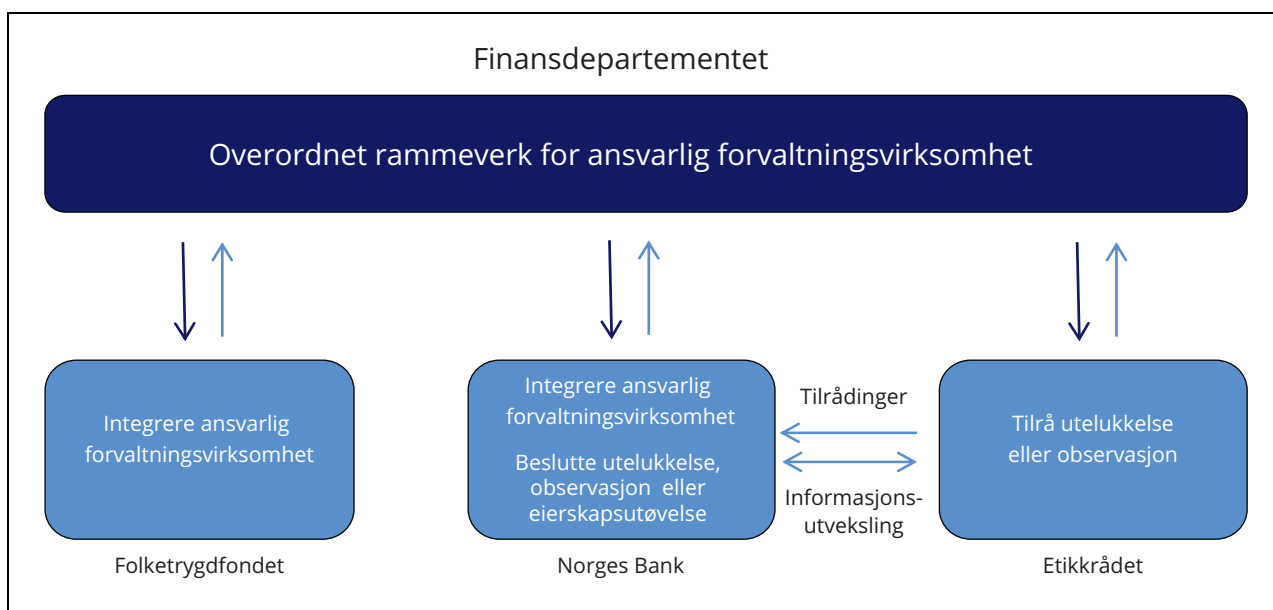 Finansdepartementet
Overordnet rammeverk for ansvarlig forvaltningsvirksomhet
Integrere ansvarlig
forvaltningsvirksomhet
Folketrygdfondet
Integrere ansvarlig
forvaltningsvirksomhet
Beslutte utelukkelse,
observasjon eller
eierskapsutøvelse
Norges Bank
Tilrådinger
Informasjons-
utveksling
Tilrå utelukkelse
eller observasjon
Etikkrådet